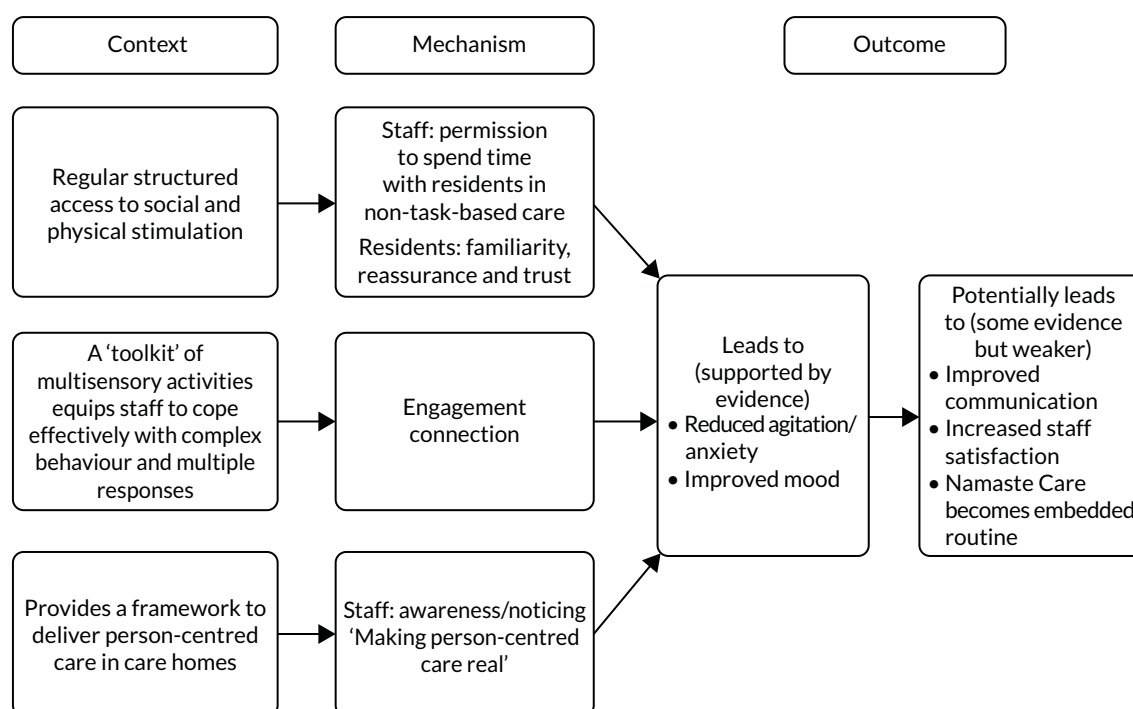 Context
Mechanism
Outcome
Regular structured
access to social and
physical stimulation
Staff: permission
to spend time
with residents in
non-task-based care
Residents: familiarity,
reassurance and trust
A ‘toolkit’ of
multisensory activities
equips staff to cope
effectively with complex
behaviour and multiple
responses
Engagement
connection
Provides a framework to
deliver person-centred
care in care homes
Staff: awareness/noticing
‘Making person-centred
care real’
Leads to
(supported by
evidence)
• Reduced agitation/
anxiety
• Improved mood
Potentially leads
to (some evidence
but weaker)
• Improved
communication
• Increased staff
satisfaction
• Namaste Care
becomes embedded
routine